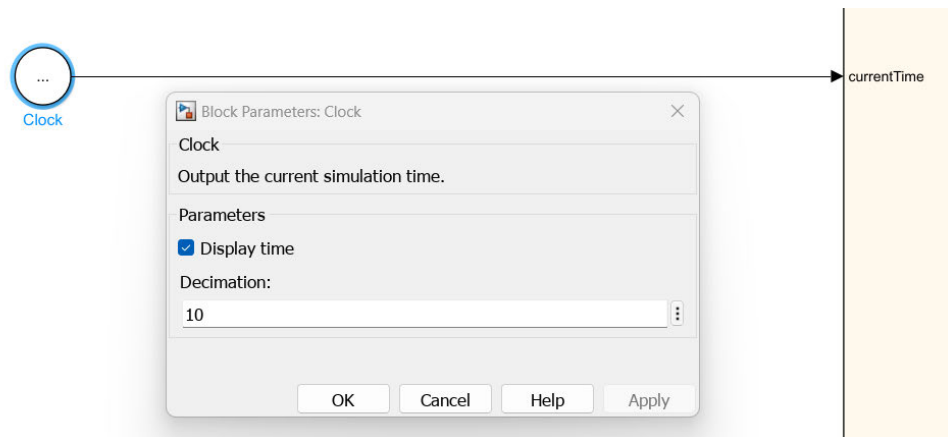 ...
Clock
currentTime
Block Parameters: Clock
Clock
Output the current simulation time.
Parameters
Display time
Decimation:
10
OK Cancel Help Apply